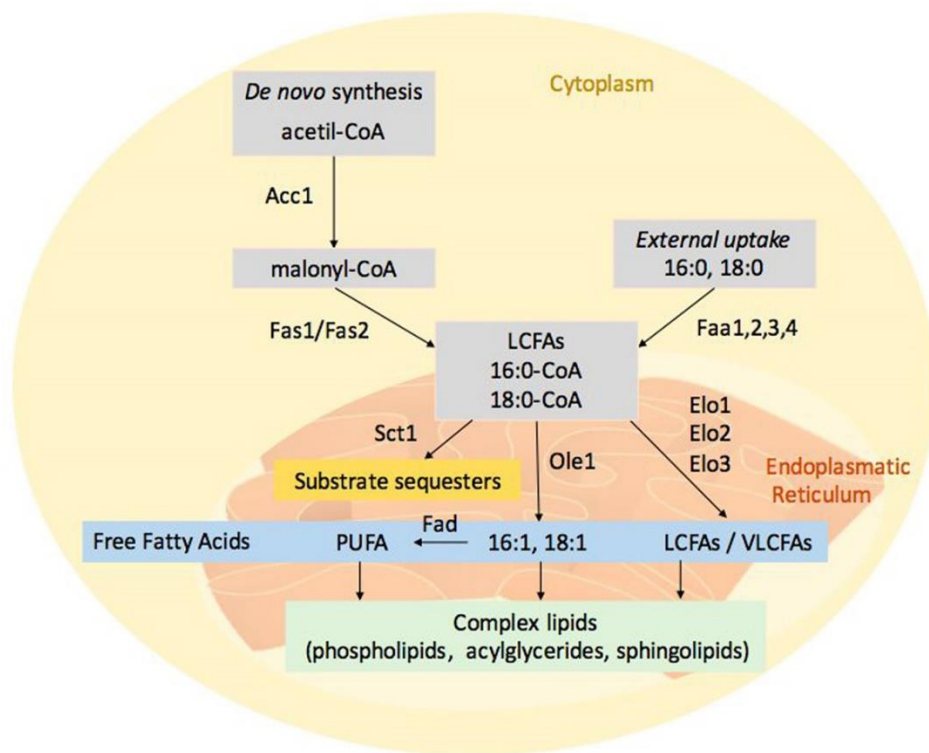 Cytoplasm
De novo synthesis
acetil-CoA
Acc1
malonyl-CoA
External uptake
16:0, 18:0
Fas1/Fas2
Faa1,2,3,4
LCFAs
16:0-CoA
18:0-CoA
Sct1
Ole1
Elo1
Elo2
Elo3
Endoplasmatic
Reticulum
Substrate sequesters
Free Fatty Acids
PUFA
Fad
16:1, 18:1
LCFAs / VLCFAs
Complex lipids
(phospholipids, acylglycerides, sphingolipids)